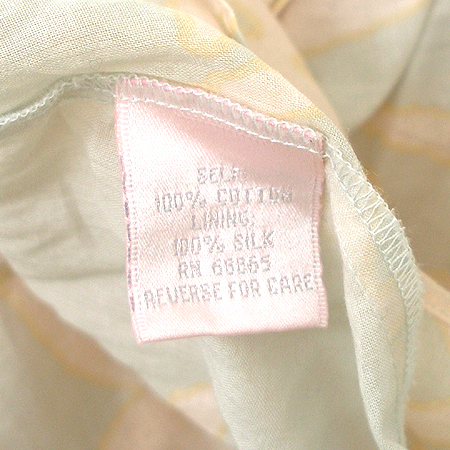 SELF:
100% COTTON
LINING:
100% SILK
RN 66865
REVERSE FOR CARE